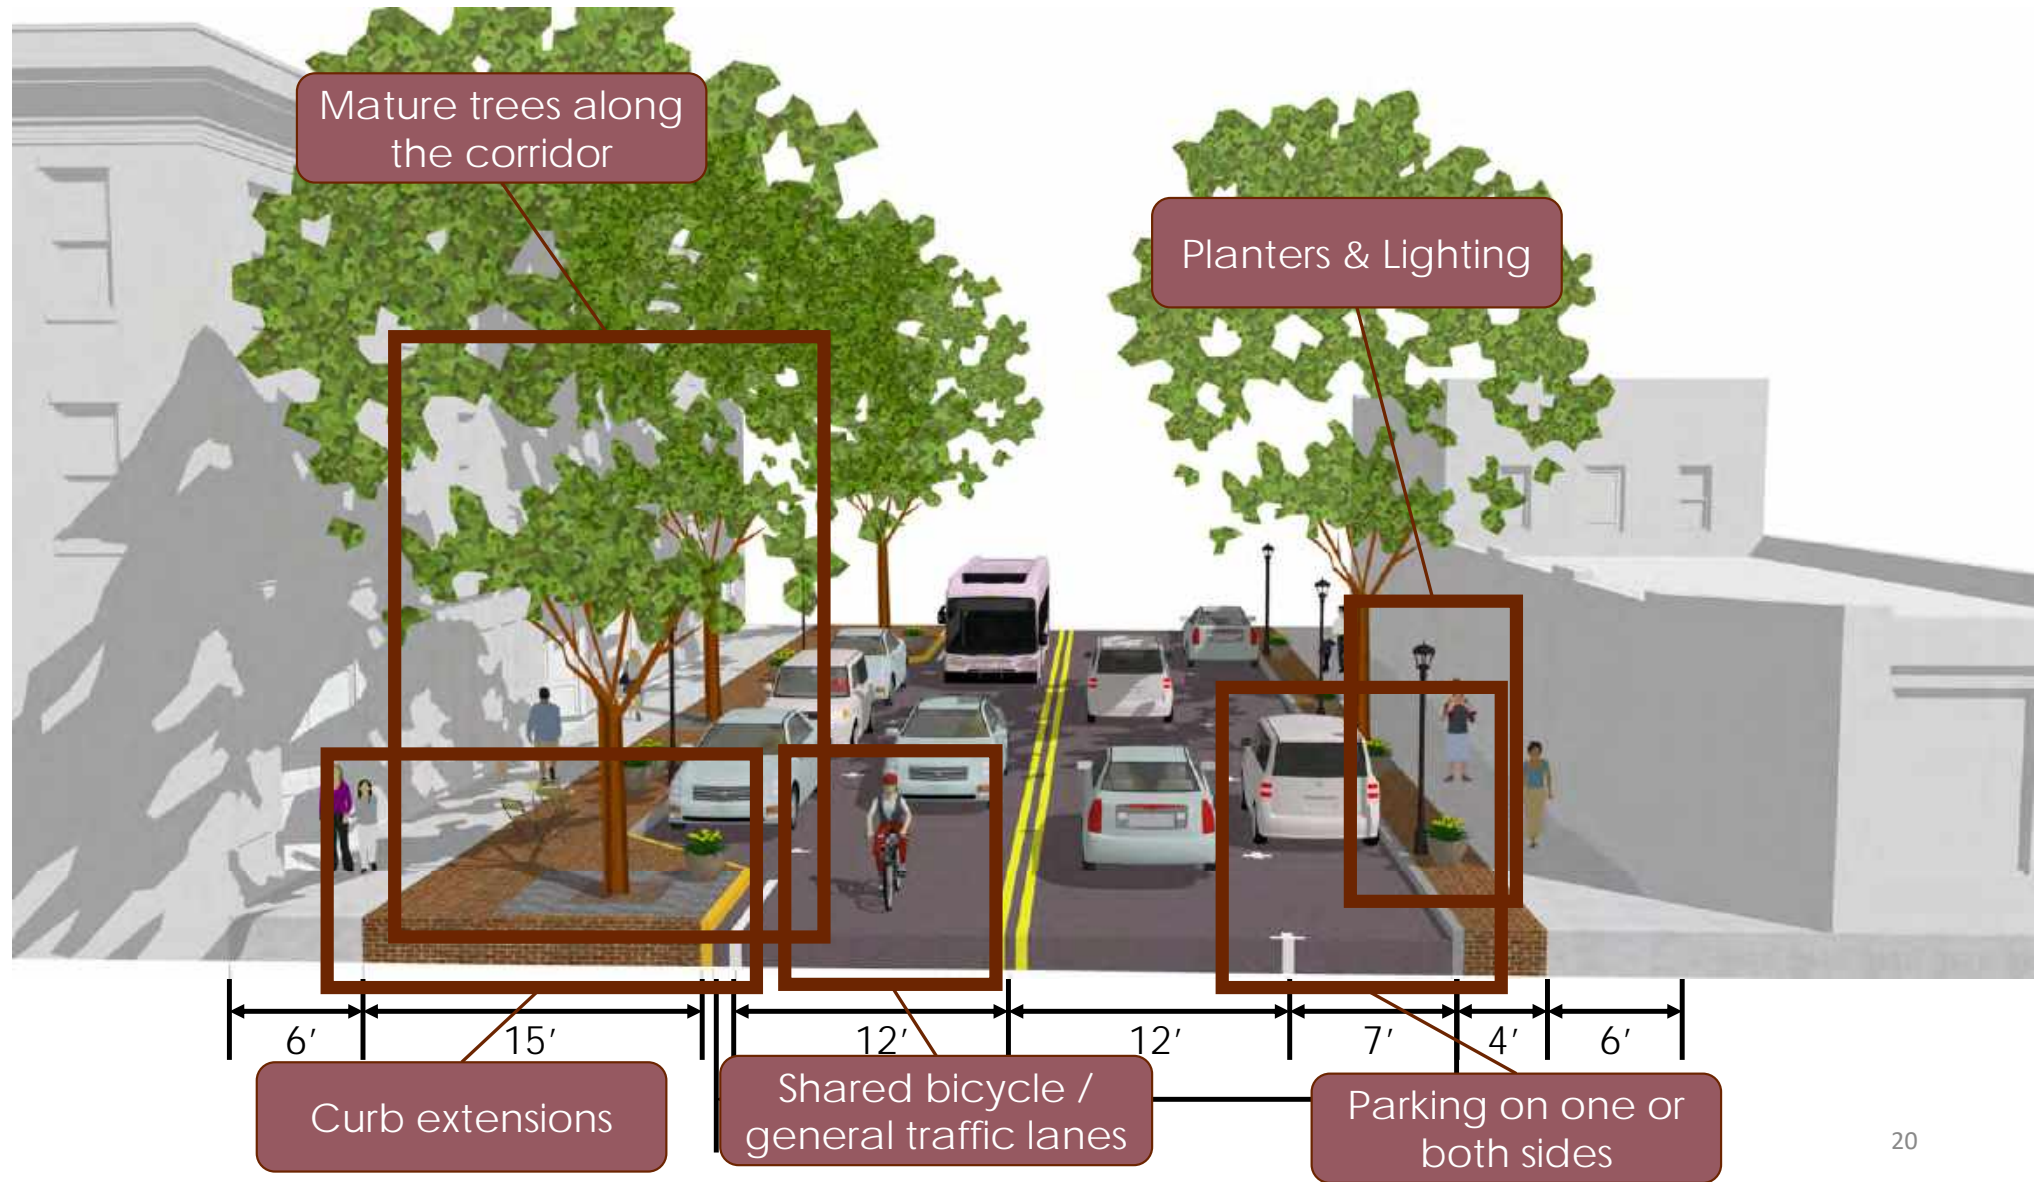 Mature trees along
the corridor
Planters & Lighting
6′
15′
12′
12′
7′
4′
6′
Curb extensions
Shared bicycle /
general traffic lanes
Parking on one or
both sides
20